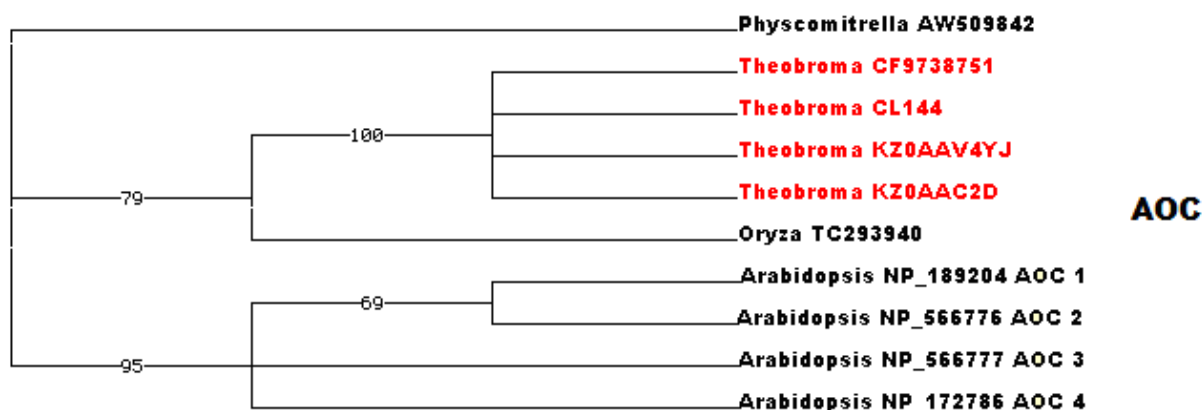 Physcomitrella AW509842
Theobroma CF9738751
Theobroma CL144
100
Theobroma KZ0AAV4YJ
Theobroma KZ0AAC2D
79
AOC
Oryza TC293940
Arabidopsis NP_189204 AOC 1
69
Arabidopsis NP_566776 AOC 2
95
Arabidopsis NP_566777 AOC 3
Arabidopsis NP_172786 AOC 4